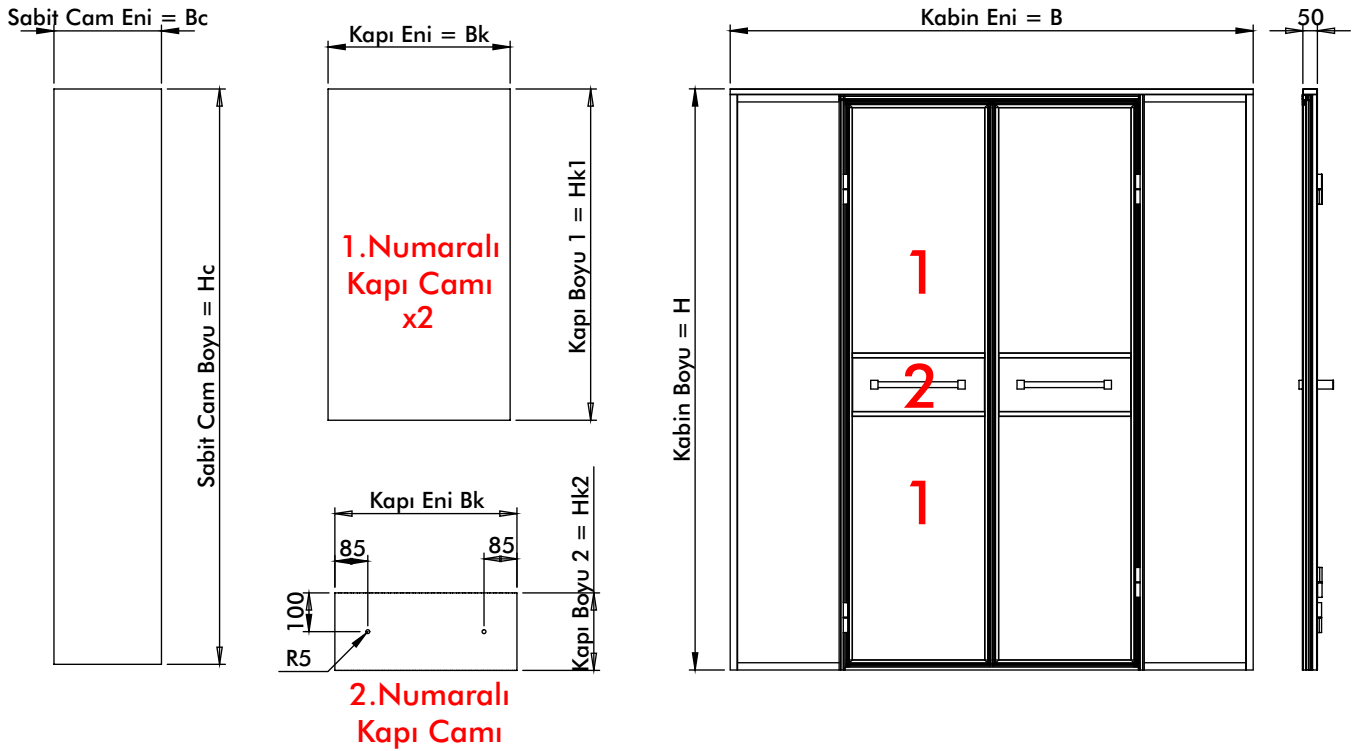 Sabit Cam Eni = Bc
Sabit Cam Boyu = Hc
Kapı Eni = Bk
Kapı Boyu 1 = Hk1
1.Numaralı
Kapı Camı
x2
Kapı Eni Bk
85
85
100
R5
Kapı Boyu 2 = Hk2
2.Numaralı
Kapı Camı
Kabin Eni = B
50
Kabin Boyu = H
1
2
1